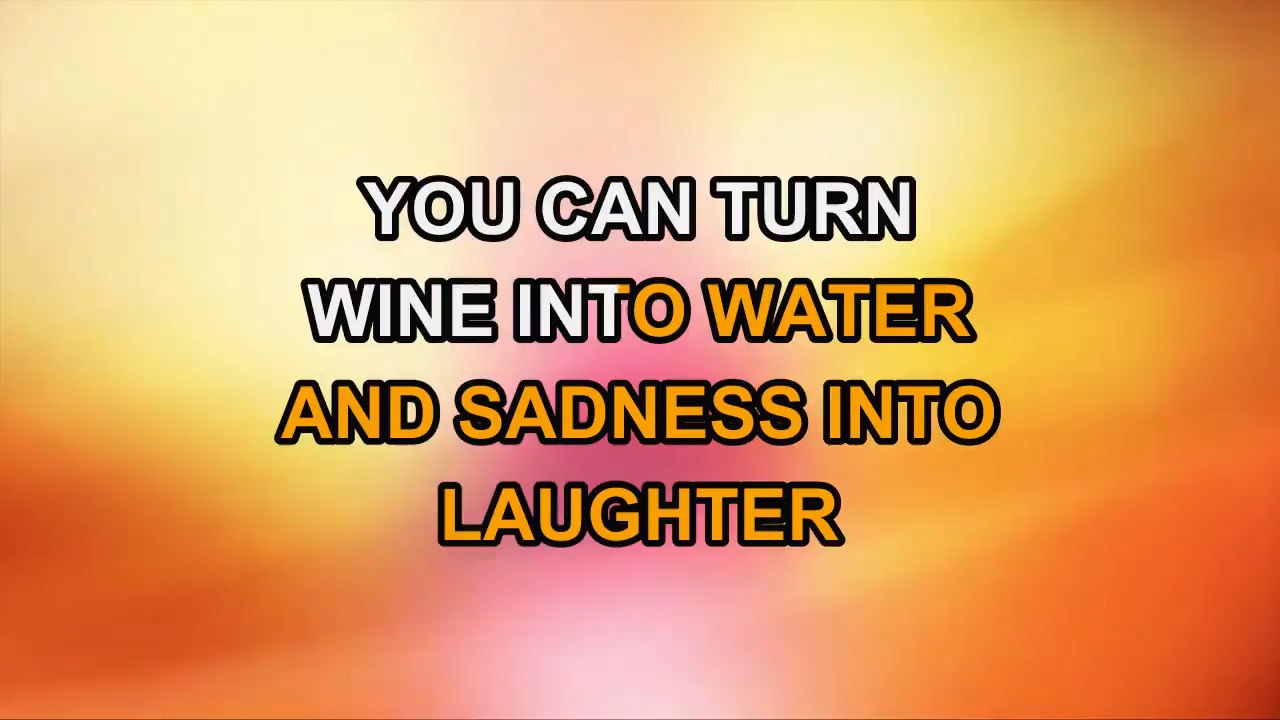 YOU CAN TURN
WINE INTO WATER
AND SADNESS INTO
LAUGHTER